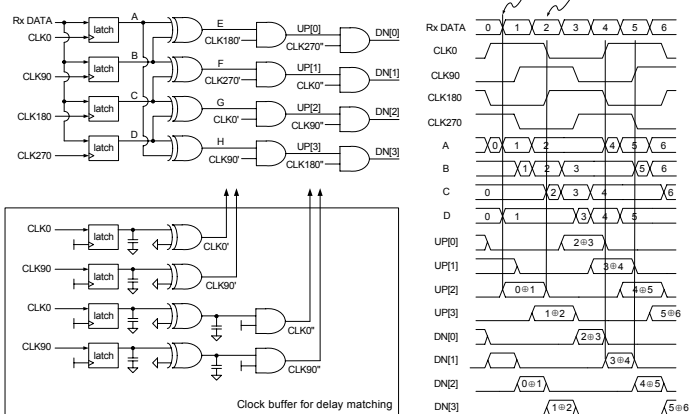 Rx DATA
CLK0
latch
A
E
CLK180'
UP[0]
CLK270"
DN[0]
CLK90
latch
B
F
CLK270'
UP[1]
CLK0"
DN[1]
CLK180
latch
C
G
CLK0'
UP[2]
CLK90"
DN[2]
CLK270
latch
D
H
CLK90'
UP[3]
CLK180"
DN[3]
CLK0
latch
CLK0'
CLK90
latch
CLK90'
CLK0
latch
CLK0"
CLK90
latch
CLK90"
Clock buffer for delay matching
Rx DATA 0 1 2 3 4 5 6
CLK0
CLK90
CLK180
CLK270
A 0 1 2 4 5 6
B 1 2 3 5 6
C 0 2 3 4 6
D 0 1 3 4 5
UP[0] 2⊕3
UP[1] 3⊕4
UP[2] 0⊕1 4⊕5
UP[3] 1⊕2 5⊕6
DN[0] 2⊕3
DN[1] 3⊕4
DN[2] 0⊕1 4⊕5
DN[3] 1⊕2 5⊕6